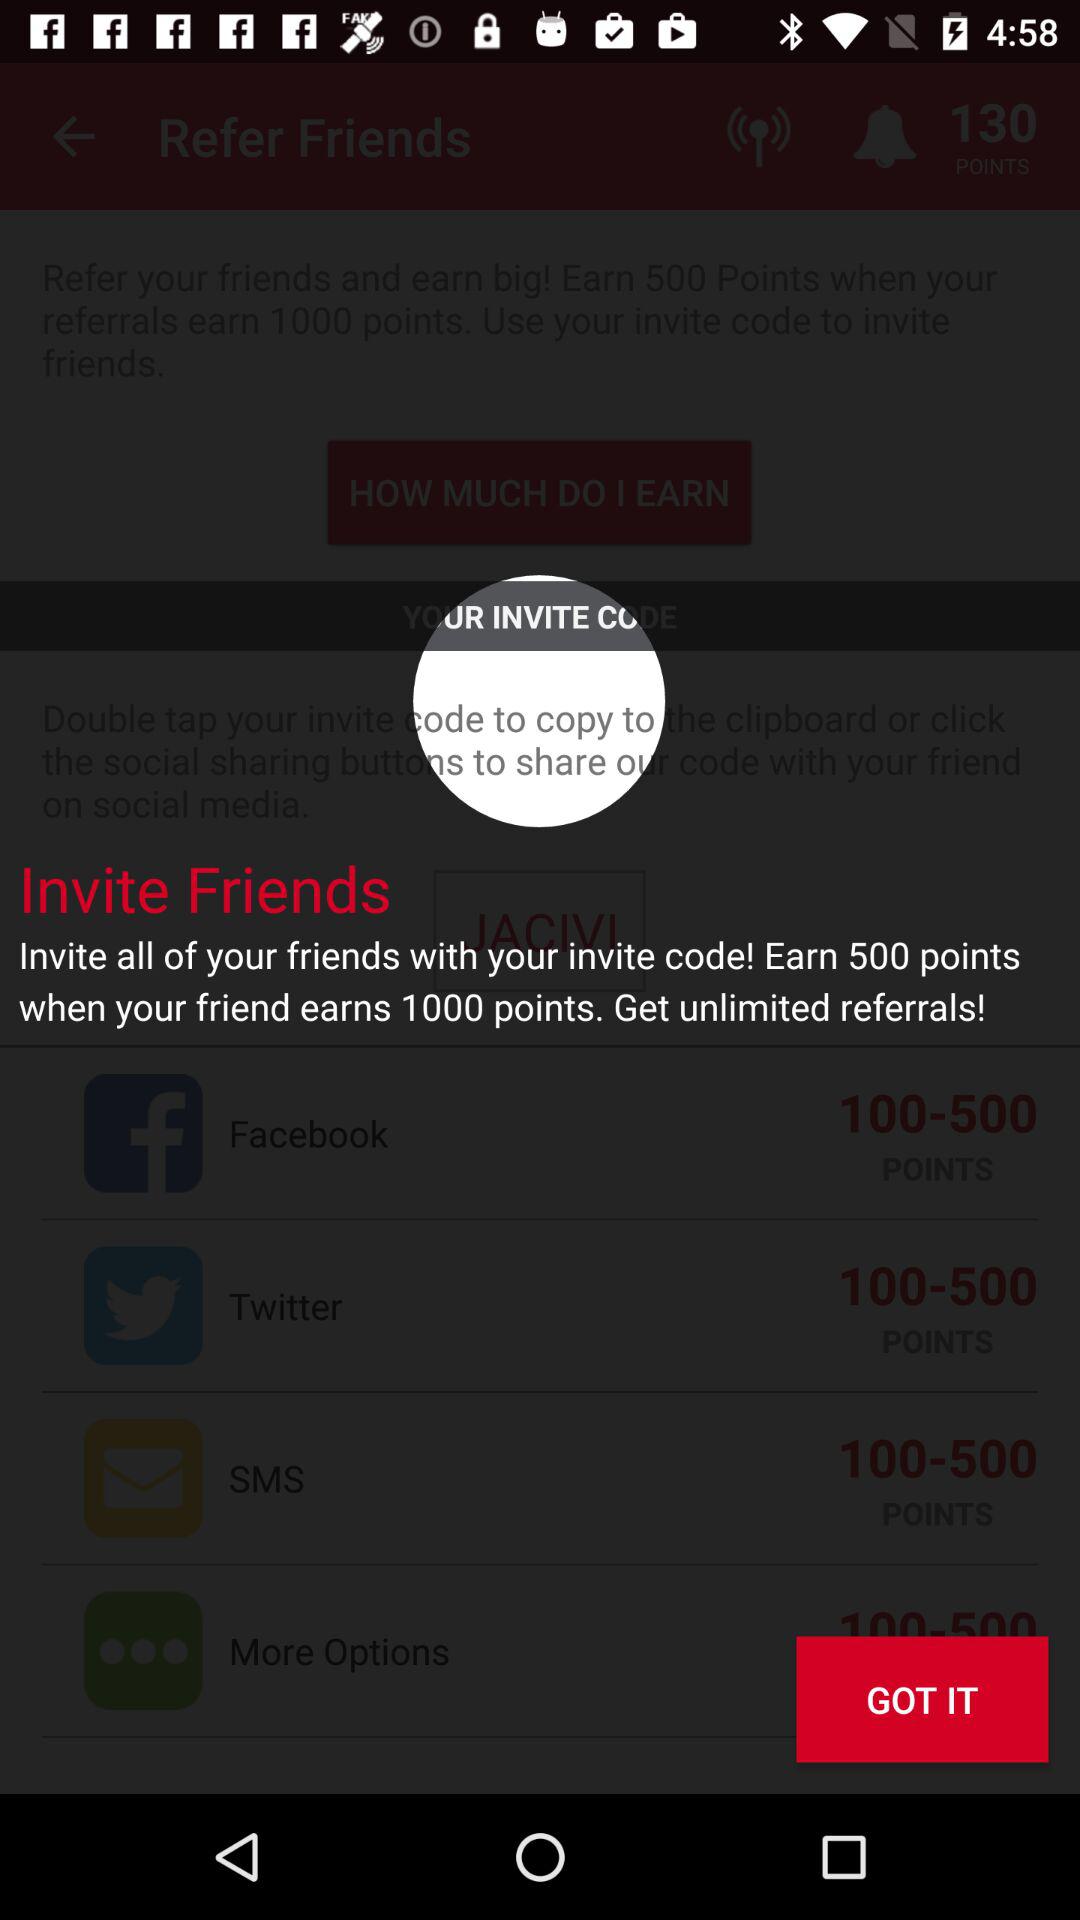 FAK
4:58
Refer Friends
130
POINTS
Refer your friends and earn big! Earn 500 Points when your
referrals earn 1000 points. Use your invite code to invite
friends.
HOW MUCH DO I EARN
YOUR INVITE CODE
Double tap your invite code to copy to the clipboard or click
the social sharing buttons to share our code with your friend
on social media.
Invite Friends
JACIVI
Invite all of your friends with your invite code! Earn 500 points
when your friend earns 1000 points. Get unlimited referrals!
Facebook
100-500
POINTS
Twitter
100-500
POINTS
SMS
100-500
POINTS
More Options
100-500
GOT IT